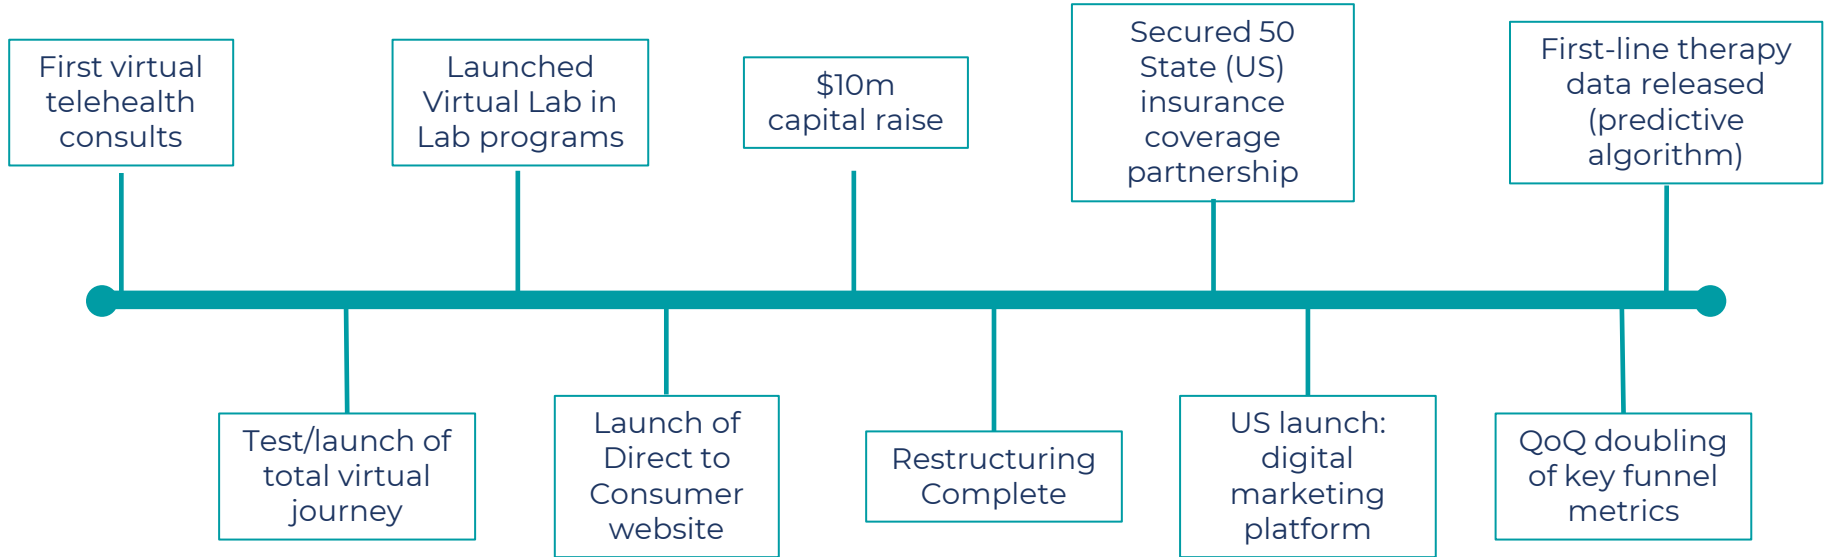 First virtual
telehealth
consults
Launched
Virtual Lab in
Lab programs
$10m
capital raise
Secured 50
State (US)
insurance
coverage
partnership
First-line therapy
data released
(predictive
algorithm)
Test/launch of
total virtual
journey
Launch of
Direct to
Consumer
website
Restructuring
Complete
US launch:
digital
marketing
platform
QoQ doubling
of key funnel
metrics